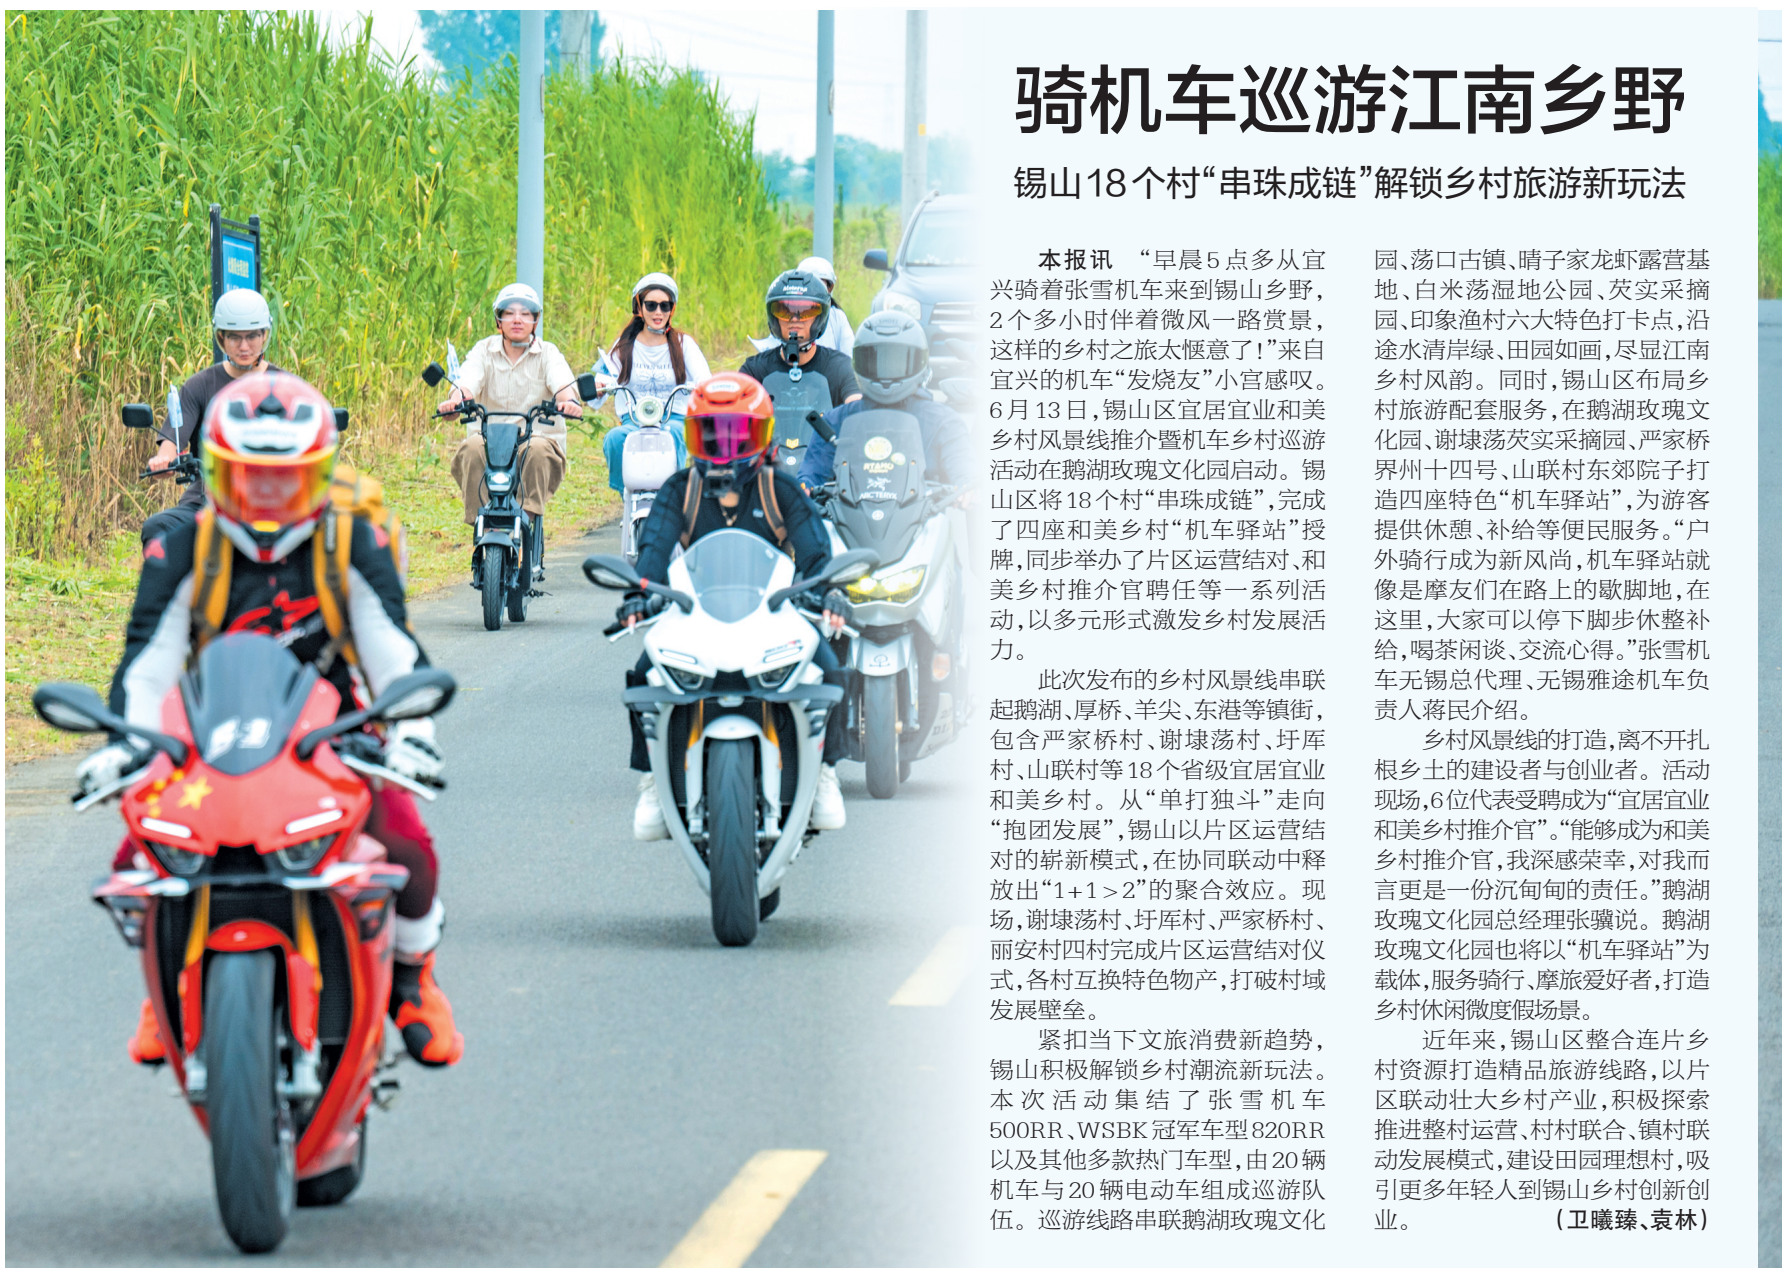 骑机车巡游江南乡野
锡山18个村“串珠成链”解锁乡村旅游新玩法
本报讯 “早晨5点多从宜
兴骑着张雪机车来到锡山乡野，
2个多小时伴着微风一路赏景，
这样的乡村之旅太惬意了！”来自
宜兴的机车“发烧友”小宫感叹。
6月13日，锡山区宜居宜业和美
乡村风景线推介暨机车乡村巡游
活动在鹅湖玫瑰文化园启动。锡
山区将18个村“串珠成链”，完成
了四座和美乡村“机车驿站”授
牌，同步举办了片区运营结对、和
美乡村推介官聘任等一系列活
动，以多元形式激发乡村发展活
力。
此次发布的乡村风景线串联
起鹅湖、厚桥、羊尖、东港等镇街，
包含严家桥村、谢埭荡村、圩厍
村、山联村等18个省级宜居宜业
和美乡村。从“单打独斗”走向
“抱团发展”，锡山以片区运营结
对的崭新模式，在协同联动中释
放出“1+1＞2”的聚合效应。现
场，谢埭荡村、圩厍村、严家桥村、
丽安村四村完成片区运营结对仪
式，各村互换特色物产，打破村域
发展壁垒。
紧扣当下文旅消费新趋势，
锡山积极解锁乡村潮流新玩法。
本次活动集结了张雪机车
500RR、WSBK冠军车型820RR
以及其他多款热门车型，由20辆
机车与20辆电动车组成巡游队
伍。巡游线路串联鹅湖玫瑰文化
园、荡口古镇、晴子家龙虾露营基
地、白米荡湿地公园、芡实采摘
园、印象渔村六大特色打卡点，沿
途水清岸绿、田园如画，尽显江南
乡村风韵。同时，锡山区布局乡
村旅游配套服务，在鹅湖玫瑰文
化园、谢埭荡芡实采摘园、严家桥
界州十四号、山联村东郊院子打
造四座特色“机车驿站”，为游客
提供休憩、补给等便民服务。“户
外骑行成为新风尚，机车驿站就
像是摩友们在路上的歇脚地，在
这里，大家可以停下脚步休整补
给，喝茶闲谈、交流心得。”张雪机
车无锡总代理、无锡雅途机车负
责人蒋民介绍。
乡村风景线的打造，离不开扎
根乡土的建设者与创业者。活动
现场，6位代表受聘成为“宜居宜业
和美乡村推介官”。“能够成为和美
乡村推介官，我深感荣幸，对我而
言更是一份沉甸甸的责任。”鹅湖
玫瑰文化园总经理张骥说。鹅湖
玫瑰文化园也将以“机车驿站”为
载体，服务骑行、摩旅爱好者，打造
乡村休闲微度假场景。
近年来，锡山区整合连片乡
村资源打造精品旅游线路，以片
区联动壮大乡村产业，积极探索
推进整村运营、村村联合、镇村联
动发展模式，建设田园理想村，吸
引更多年轻人到锡山乡村创新创
业。 （卫曦臻、袁林）
ARC'TERYX